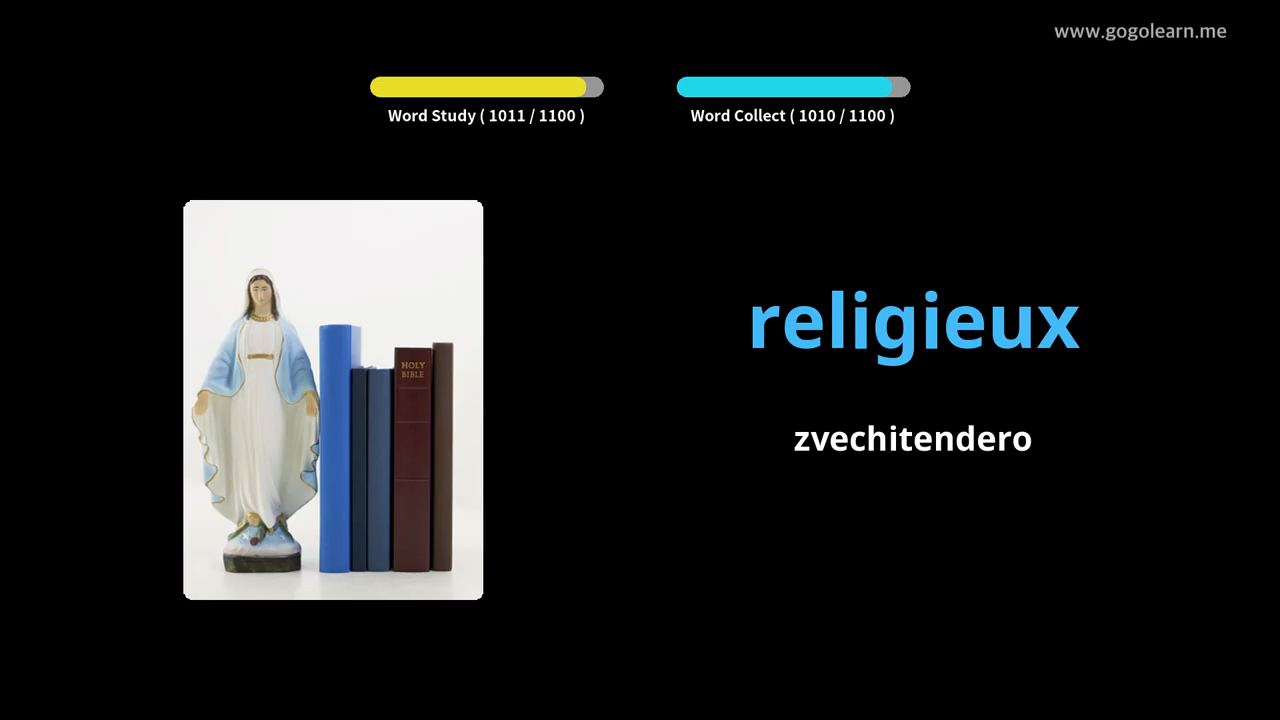 www.gogolearn.me
Word Study ( 1011 / 1100 )
Word Collect ( 1010 / 1100 )
HOLY
BIBLE
religieux
zvechitendero